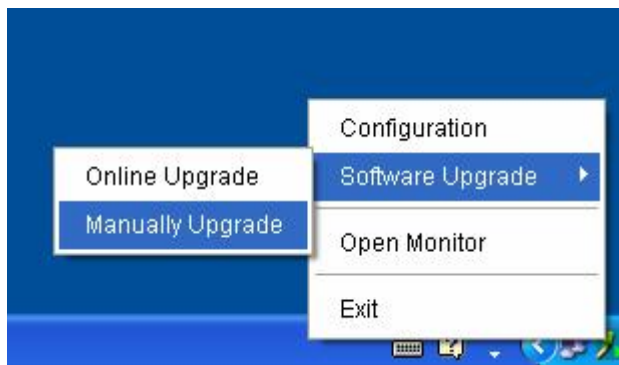 Configuration
Software Upgrade
Online Upgrade
Manually Upgrade
Open Monitor
Exit